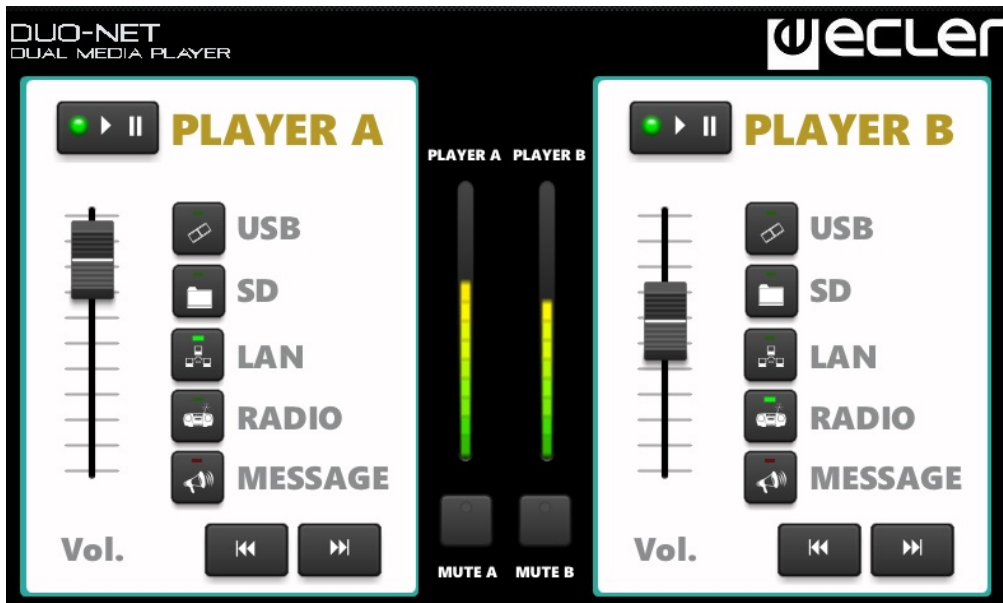 DUO-NET
DUAL MEDIA PLAYER
ecler
PLAYER A
USB
SD
LAN
RADIO
MESSAGE
Vol.
PLAYER A PLAYER B
MUTE A MUTE B
PLAYER B
USB
SD
LAN
RADIO
MESSAGE
Vol.